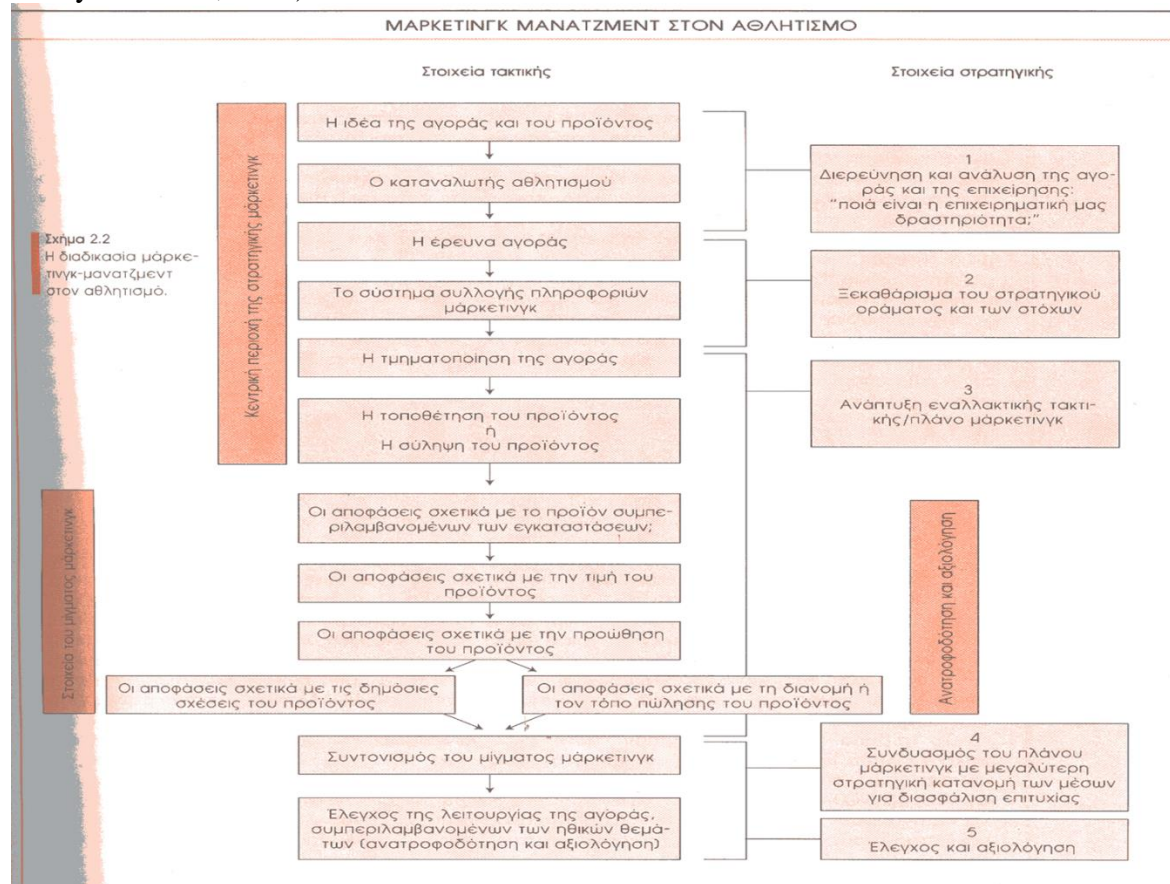 ΜΑΡΚΕΤΙΝΓΚ ΜΑΝΑΤΖΜΕΝΤ ΣΤΟΝ ΑΘΛΗΤΙΣΜΟ
Στοιχεία τακτικής
Στοιχεία στρατηγικής
Σχήμα 2.2
Η διαδικασία μάρκε-
τινγκ-μανατζμεντ
στον αθλητισμό.
Κεντρική περιοχή της στρατηγικής μάρκετινγκ
Η ιδέα της αγοράς και του προϊόντος
Ο καταναλωτής αθλητισμού
Η έρευνα αγοράς
Το σύστημα συλλογής πληροφοριών
μάρκετινγκ
Η τμηματοποίηση της αγοράς
Η τοποθέτηση του προϊόντος
ή
Ή σύληψη του προϊόντος
Στοιχεία του μίγματος μάρκετινγκ
Οι αποφάσεις σχετικά με το προϊόν συμπε-
ριλαμβανομένων των εγκαταστάσεων;
Οι αποφάσεις σχετικά με την τιμή του
προϊόντος
Οι αποφάσεις σχετικά με την προώθηση
του προϊόντος
Οι αποφάσεις σχετικά με τις δημόσιες
σχέσεις του προϊόντος
Οι αποφάσεις σχετικά με τη διανομή ή
τον τόπο πώλησης του προϊόντος
Συντονισμός του μίγματος μάρκετινγκ
Έλεγχος της λειτουργίας της αγοράς,
συμπεριλαμβανομένων των ηθικών θεμά-
των (ανατροφοδότηση και αξιολόγηση)
1
Διερεύνηση και ανάλυση της αγο-
ράς και της επιχείρησης:
"ποιά είναι η επιχειρηματική μας
δραστηριότητα;"
2
Ξεκαθάρισμα του στρατηγικού
οράματος και των στόχων
3
Ανάπτυξη εναλλακτικής τακτι-
κής/πλάνο μάρκετινγκ
Ανατροφοδότηση και αξιολόγηση
4
Συνδυασμός του πλάνου
μάρκετινγκ με μεγαλύτερη
στρατηγική κατανομή των μέσων
για διασφάλιση επιτυχίας
5
Έλεγχος και αξιολόγηση